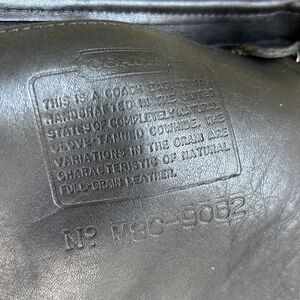 COACH
THIS IS A COACH BAG. IT WAS
HANDCRAFTED IN THE UNITED
STATES OF COMPLETELY NATURAL
GLOVE-TANNED COWHIDE. THE
VARIATIONS IN THE GRAIN ARE
CHARACTERISTIC OF NATURAL
FULL-GRAIN LEATHER.
Nº M8C-9062